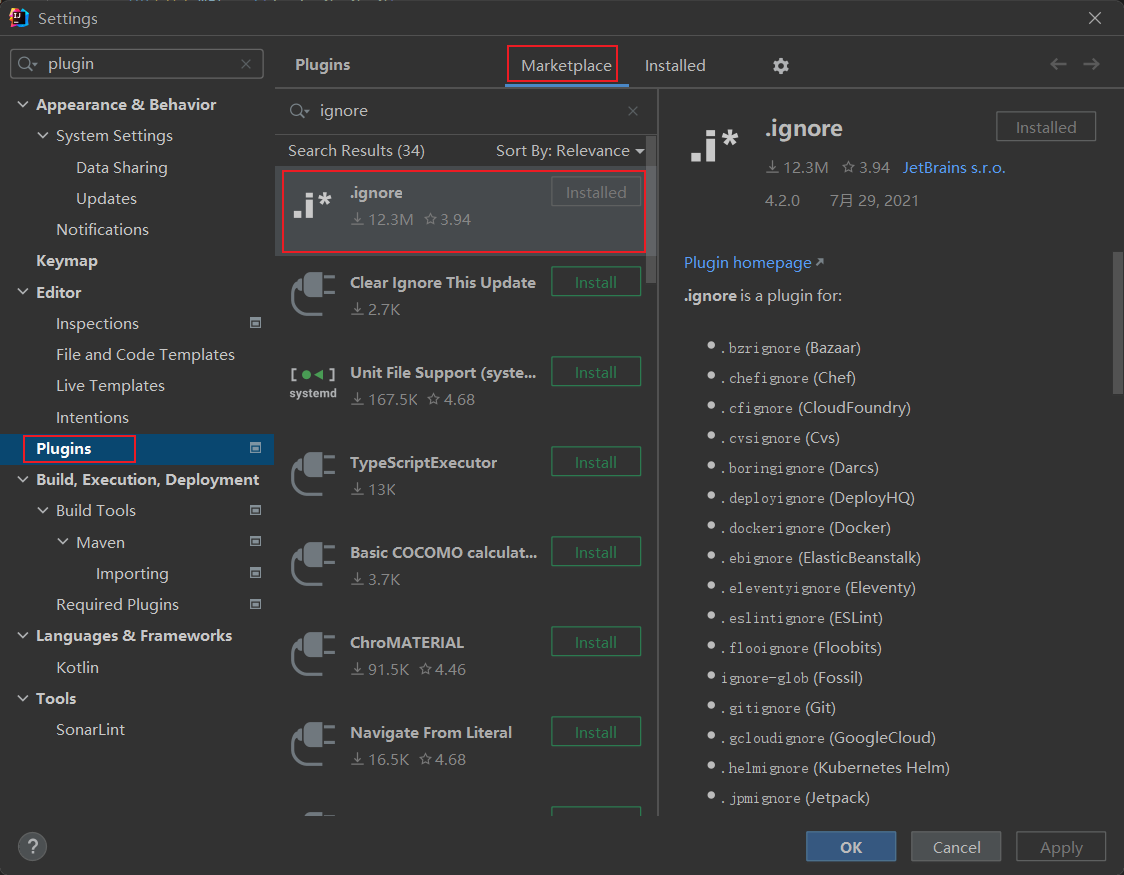 Settings
plugin
Appearance & Behavior
System Settings
Data Sharing
Updates
Notifications
Keymap
Editor
Inspections
File and Code Templates
Live Templates
Intentions
Plugins
Build, Execution, Deployment
Build Tools
Maven
Importing
Required Plugins
Languages & Frameworks
Kotlin
Tools
SonarLint
Plugins
Marketplace
Installed
ignore
Search Results (34)
Sort By: Relevance
.i*
.ignore
Installed
12.3M 3.94
Clear Ignore This Update
Install
2.7K
[ ]
systemd
Unit File Support (syste...
Install
167.5K 4.68
TypeScriptExecutor
Install
13K
Basic COCOMO calculat...
Install
3.7K
ChroMATERIAL
Install
91.5K 4.46
Navigate From Literal
Install
16.5K 4.68
.i*
.ignore
Installed
12.3M 3.94 JetBrains s.r.o.
4.2.0 7月 29, 2021
Plugin homepage
.ignore is a plugin for:
.bzrignore (Bazaar)
.chefignore (Chef)
.cfignore (CloudFoundry)
.cvsignore (Cvs)
.boringignore (Darcs)
.deployignore (DeployHQ)
.dockerignore (Docker)
.ebignore (ElasticBeanstalk)
.eleventyignore (Eleventy)
.eslintignore (ESLint)
.flooignore (Floobits)
ignore-glob (Fossil)
.gitignore (Git)
.gcloudignore (GoogleCloud)
.helmignore (Kubernetes Helm)
.jpmignore (Jetpack)
?
OK
Cancel
Apply